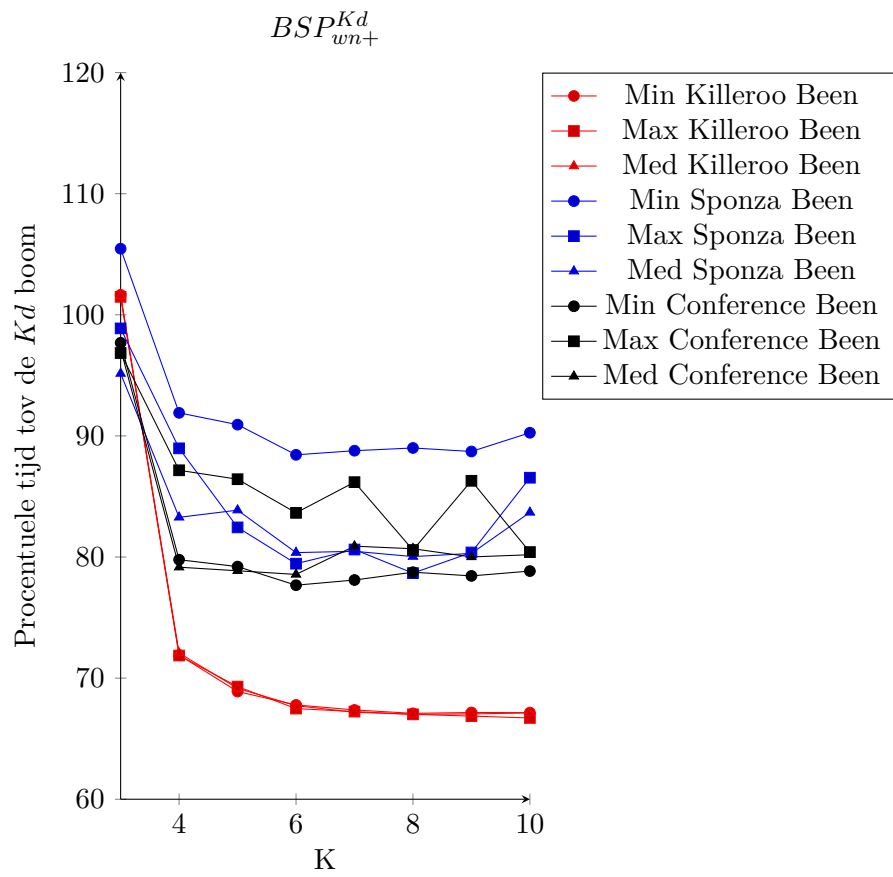 $BSP_{wn+}^{Kd}$
120
110
100
90
80
70
60
4 6 8 10
K
Procentuele tijd tov de Kd boom
Min Killeroo Been
Max Killeroo Been
Med Killeroo Been
Min Sponza Been
Max Sponza Been
Med Sponza Been
Min Conference Been
Max Conference Been
Med Conference Been